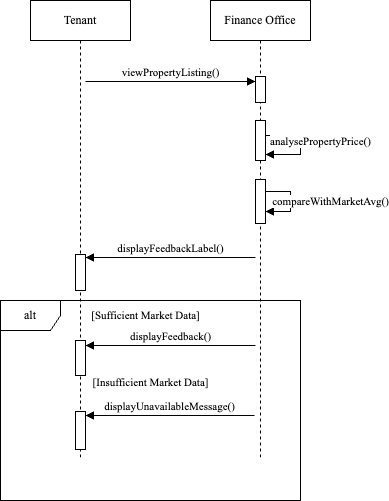 Tenant
Finance Office
viewPropertyListing()
analysePropertyPrice()
compareWithMarketAvg()
displayFeedbackLabel()
alt
[Sufficient Market Data]
displayFeedback()
[Insufficient Market Data]
displayUnavailableMessage()